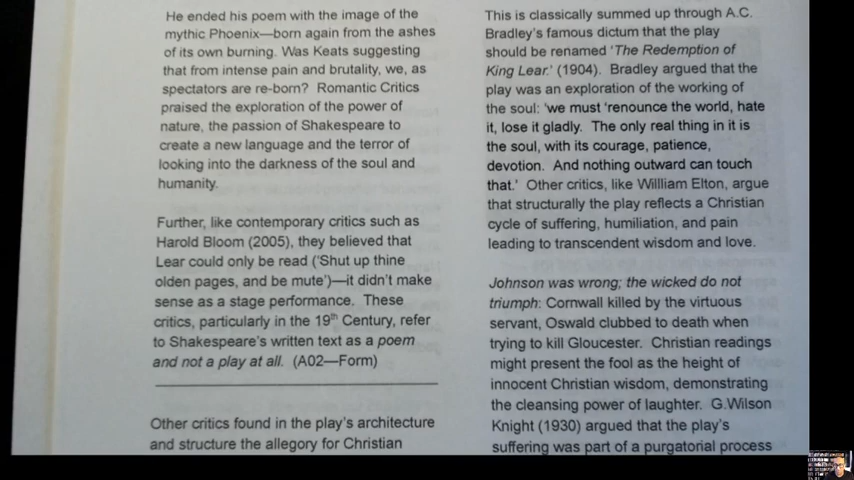 He ended his poem with the image of the
mythic Phoenix—born again from the ashes
of its own burning. Was Keats suggesting
that from intense pain and brutality, we, as
spectators are re-born? Romantic Critics
praised the exploration of the power of
nature, the passion of Shakespeare to
create a new language and the terror of
looking into the darkness of the soul and
humanity.
Further, like contemporary critics such as
Harold Bloom (2005), they believed that
Lear could only be read ('Shut up thine
olden pages, and be mute')—it didn't make
sense as a stage performance. These
critics, particularly in the 19th Century, refer
to Shakespeare's written text as a poem
and not a play at all. (A02—Form)
Other critics found in the play's architecture
and structure the allegory for Christian
This is classically summed up through A.C.
Bradley's famous dictum that the play
should be renamed 'The Redemption of
King Lear.' (1904). Bradley argued that the
play was an exploration of the working of
the soul: 'we must 'renounce the world, hate
it, lose it gladly. The only real thing in it is
the soul, with its courage, patience,
devotion. And nothing outward can touch
that.' Other critics, like Willliam Elton, argue
that structurally the play reflects a Christian
cycle of suffering, humiliation, and pain
leading to transcendent wisdom and love.
Johnson was wrong; the wicked do not
triumph: Cornwall killed by the virtuous
servant, Oswald clubbed to death when
trying to kill Gloucester. Christian readings
might present the fool as the height of
innocent Christian wisdom, demonstrating
the cleansing power of laughter. G.Wilson
Knight (1930) argued that the play's
suffering was part of a purgatorial process